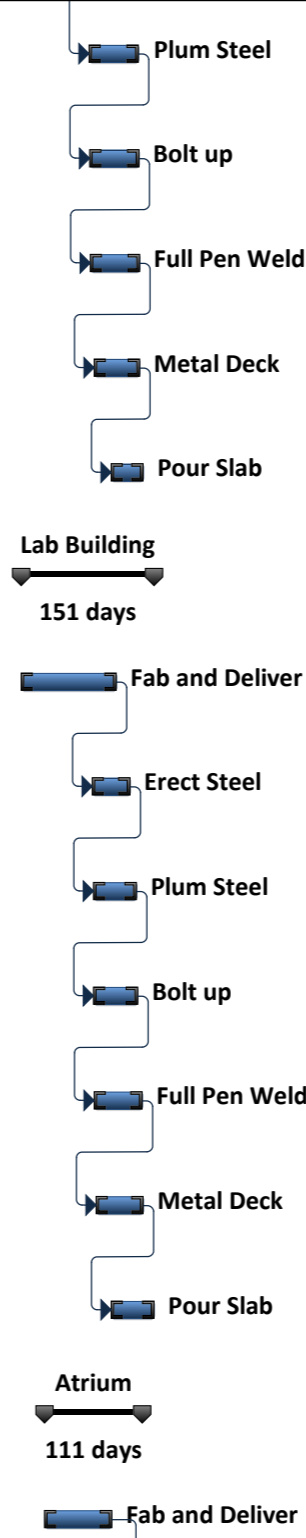 Plum Steel
Bolt up
Full Pen Weld
Metal Deck
Pour Slab
Lab Building
151 days
Fab and Deliver
Erect Steel
Plum Steel
Bolt up
Full Pen Weld
Metal Deck
Pour Slab
Atrium
111 days
Fab and Deliver